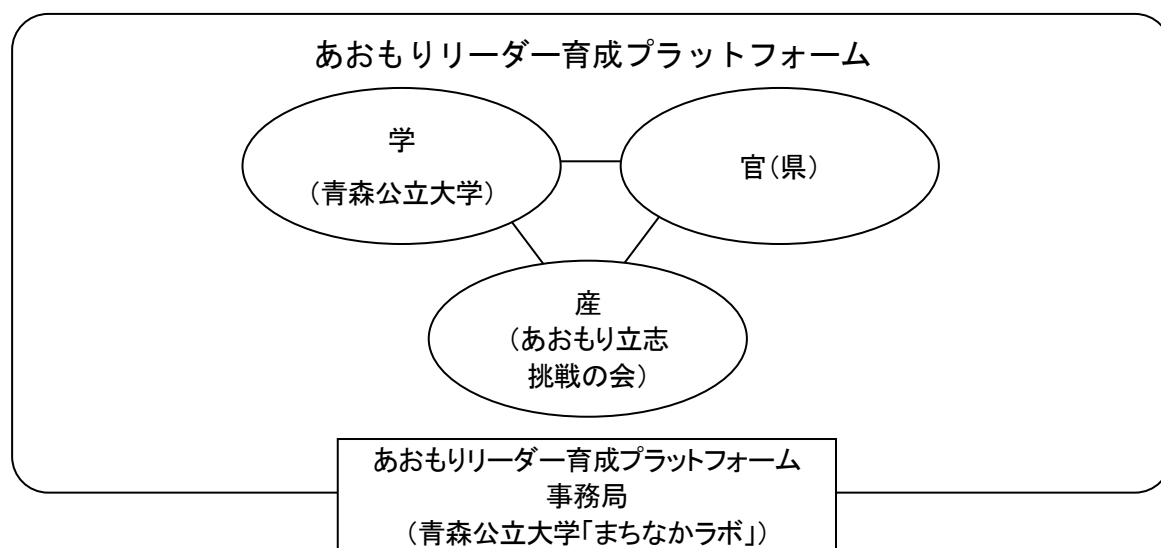 あおもりリーダー育成プラットフォーム
学
（青森公立大学）
官（県）
産
（あおもり立志
挑戦の会）
あおもりリーダー育成プラットフォーム
事務局
（青森公立大学「まちなかラボ」）